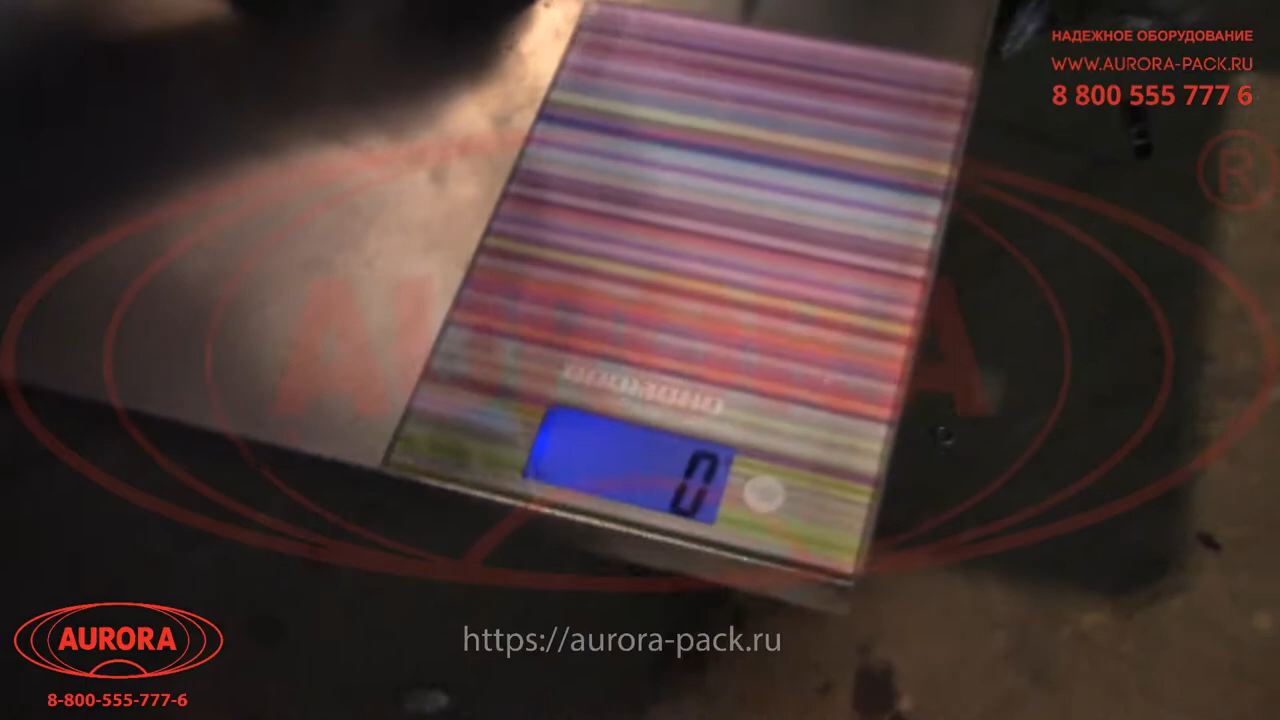 НАДЕЖНОЕ ОБОРУДОВАНИЕ
WWW.AURORA-PACK.RU
8 800 555 777 6
®
0
AURORA
8-800-555-777-6
https://aurora-pack.ru